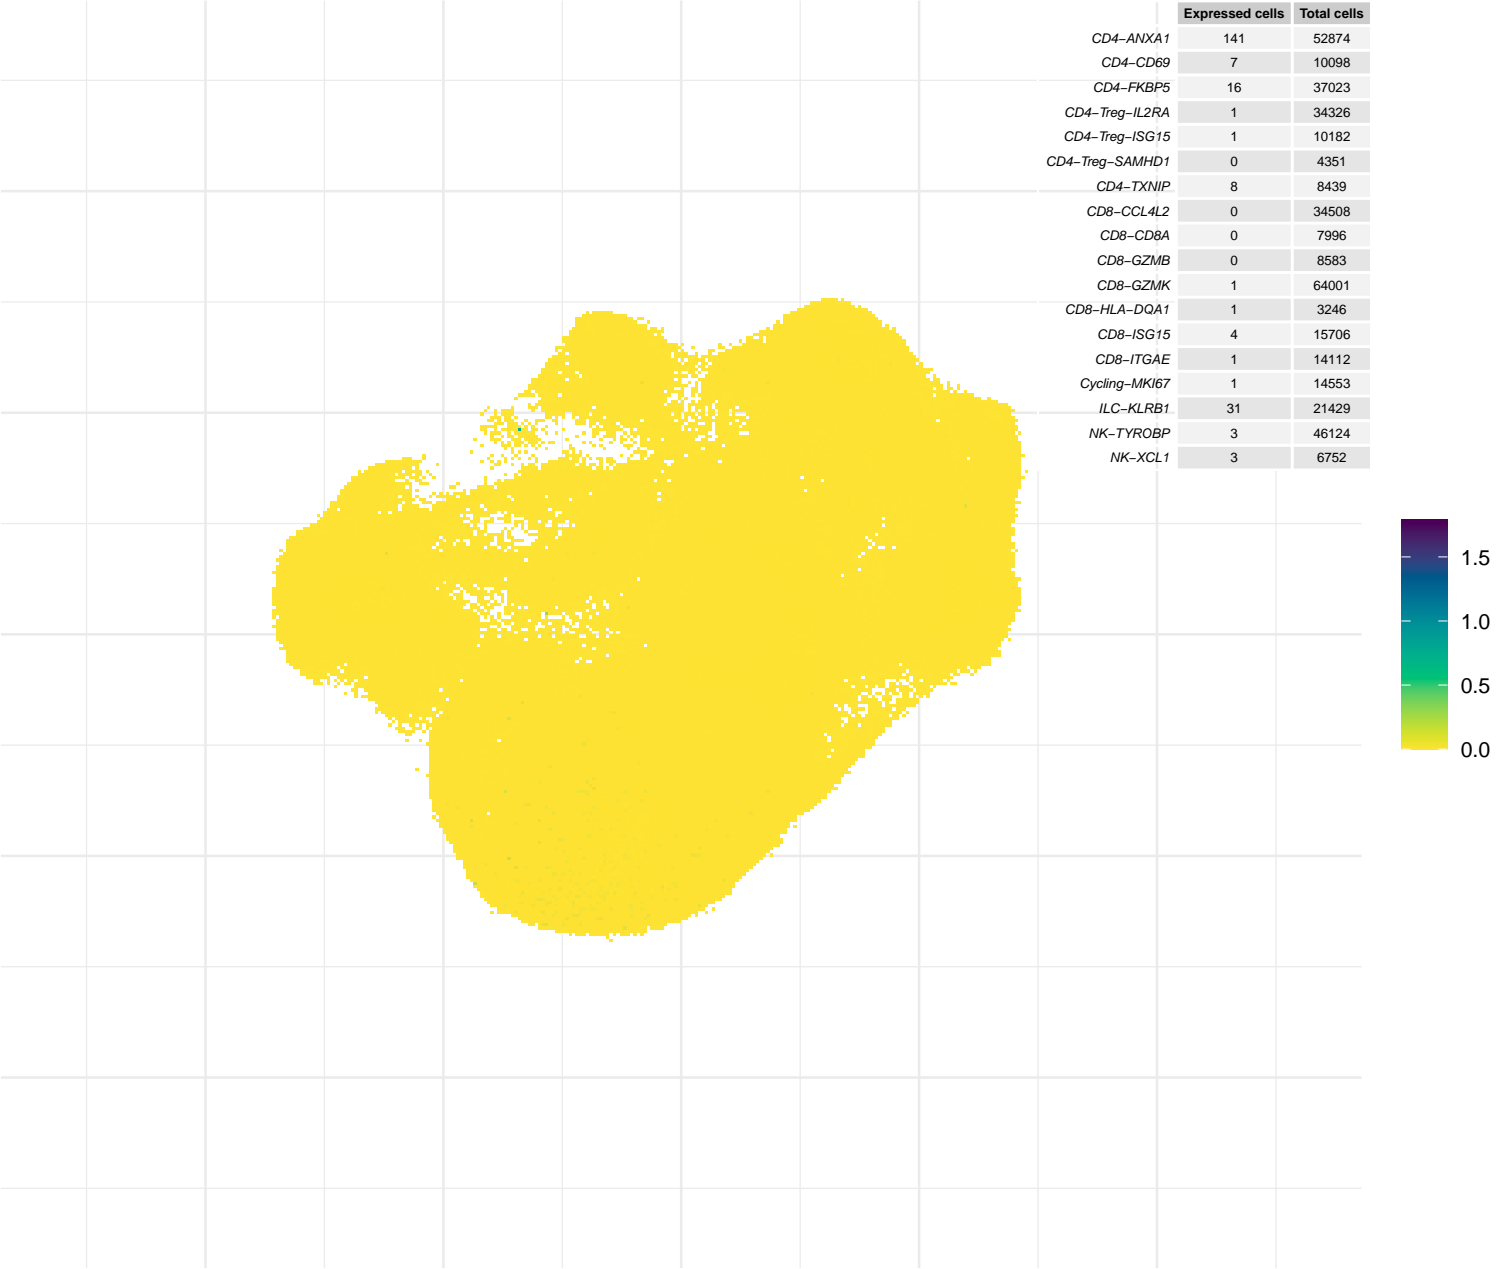 Expressed cells Total cells
CD4−ANXA1 141 52874
CD4−CD69 7 10098
CD4−FKBP5 16 37023
CD4−Treg−IL2RA 1 34326
CD4−Treg−ISG15 1 10182
CD4−Treg−SAMHD1 0 4351
CD4−TXNIP 8 8439
CD8−CCL4L2 0 34508
CD8−CD8A 0 7996
CD8−GZMB 0 8583
CD8−GZMK 1 64001
CD8−HLA−DQA1 1 3246
CD8−ISG15 4 15706
CD8−ITGAE 1 14112
Cycling−MKI67 1 14553
ILC−KLRB1 31 21429
NK−TYROBP 3 46124
NK−XCL1 3 6752
1.5
1.0
0.5
0.0